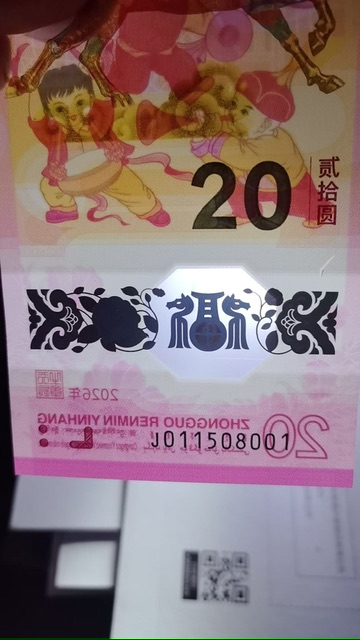 20
贰拾圆
2026年
ZHONGGUO RENMIN YINHANG
J011508001
20